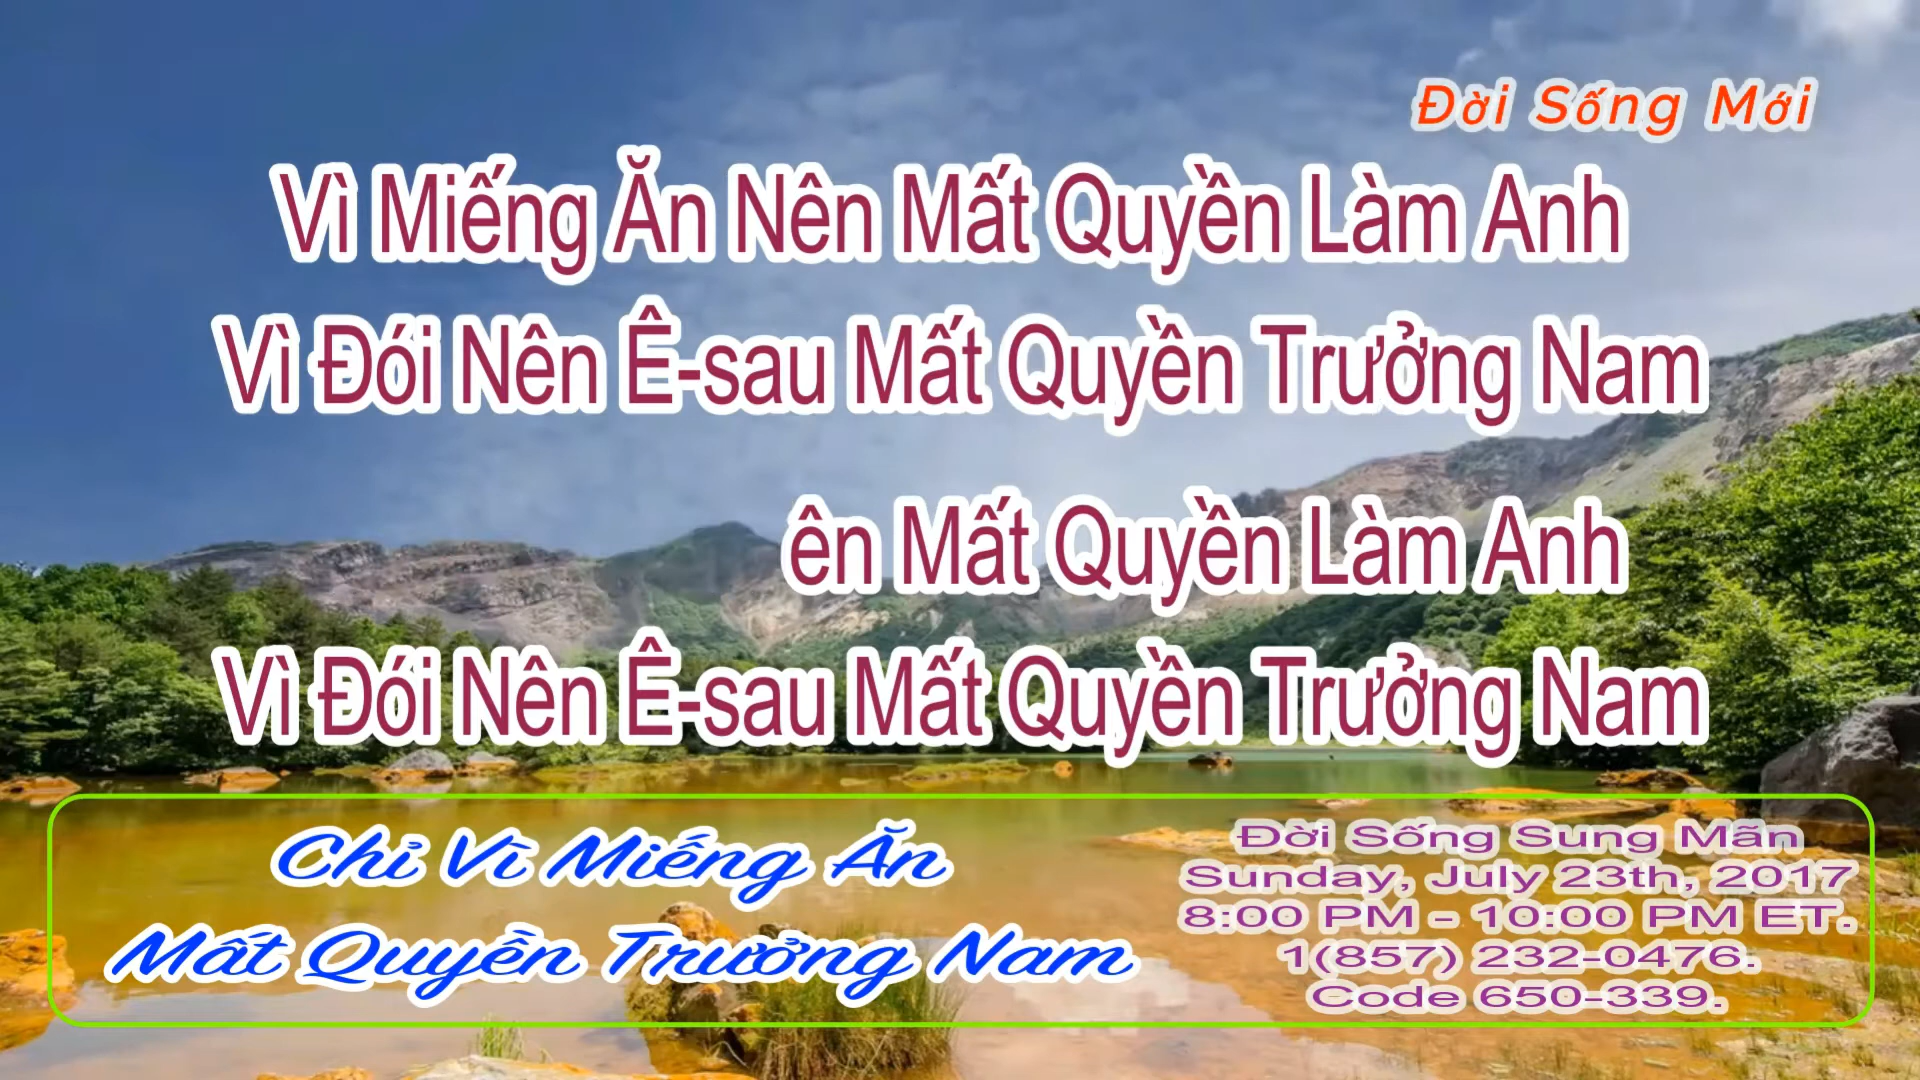 Đời Sống Mới
Vì Miếng Ăn Nên Mất Quyền Làm Anh
Vì Đói Nên Ê-sau Mất Quyền Trưởng Nam
ên Mất Quyền Làm Anh
Vì Đói Nên Ê-sau Mất Quyền Trưởng Nam
Chỉ Vì Miếng Ăn
Mất Quyền Trưởng Nam
Đời Sống Sung Mãn
Sunday, July 23th, 2017
8:00 PM - 10:00 PM ET.
1(857) 232-0476.
Code 650-339.